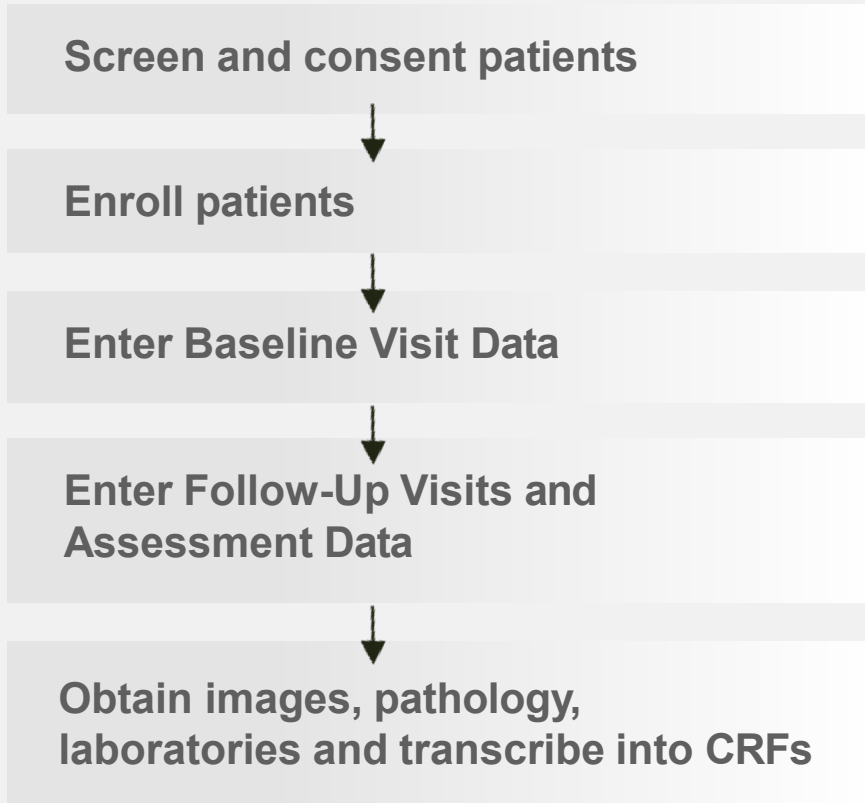 Screen and consent patients
Enroll patients
Enter Baseline Visit Data
Enter Follow-Up Visits and
Assessment Data
Obtain images, pathology,
laboratories and transcribe into CRFs